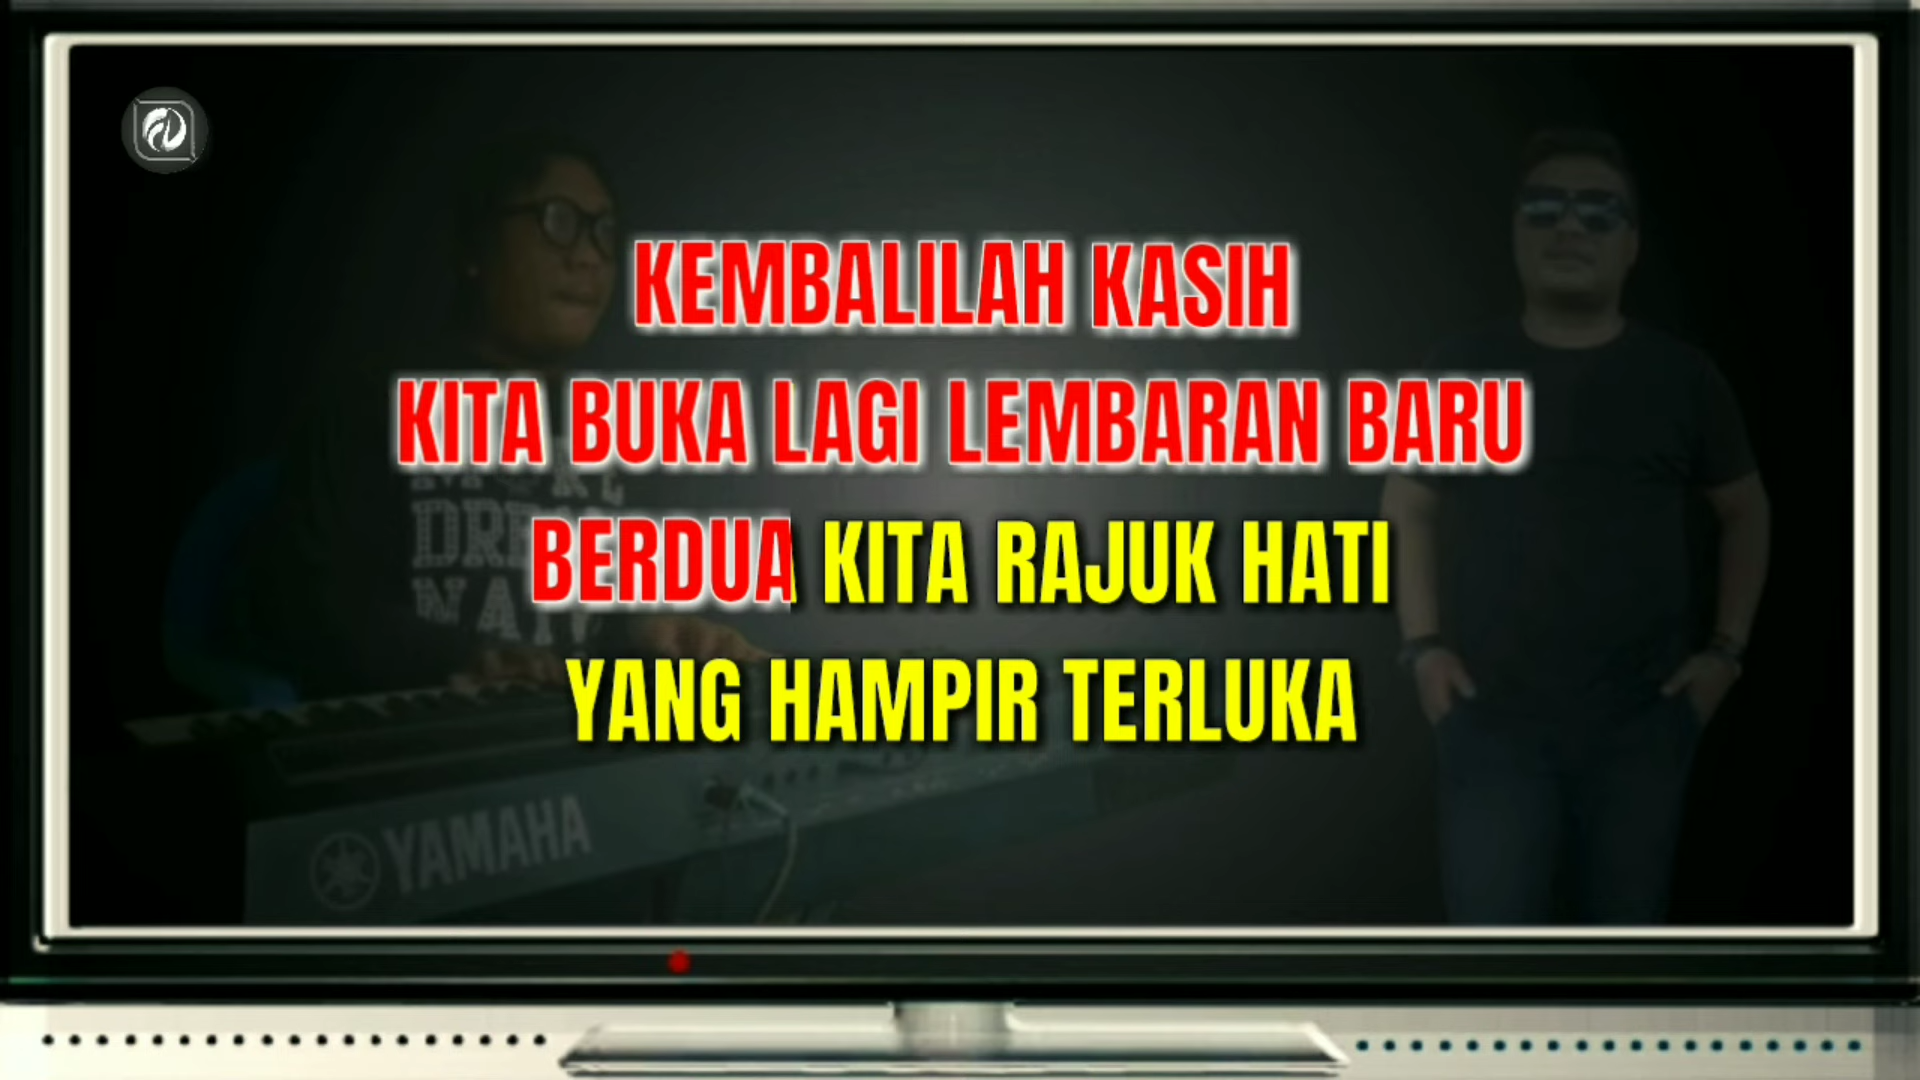 KEMBALILAH KASIH
KITA BUKA LAGI LEMBARAN BARU
BERDUA KITA RAJUK HATI
YANG HAMPIR TERLUKA
YAMAHA